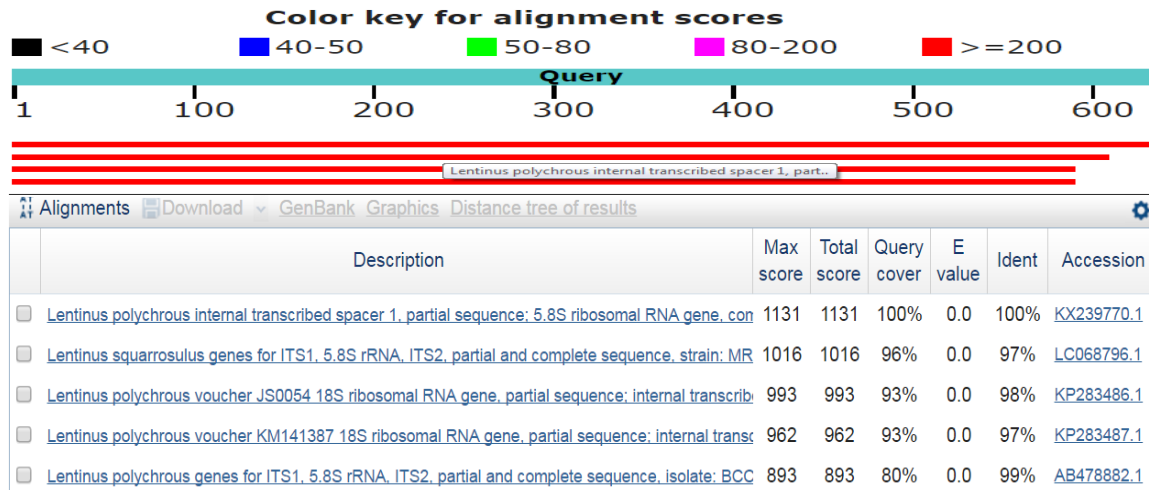 Color key for alignment scores
<40 40-50 50-80 80-200 >=200
Query
1 100 200 300 400 500 600
Lentinus polychrous internal transcribed spacer 1, part..
Alignments Download GenBank Graphics Distance tree of results
Description Max score Total score Query cover E value Ident Accession
Lentinus polychrous internal transcribed spacer 1, partial sequence; 5.8S ribosomal RNA gene, com 1131 1131 100% 0.0 100% KX239770.1
Lentinus squarrosulus genes for ITS1, 5.8S rRNA, ITS2, partial and complete sequence, strain: MR 1016 1016 96% 0.0 97% LC068796.1
Lentinus polychrous voucher JS0054 18S ribosomal RNA gene, partial sequence; internal transcrib 993 993 93% 0.0 98% KP283486.1
Lentinus polychrous voucher KM141387 18S ribosomal RNA gene, partial sequence; internal transc 962 962 93% 0.0 97% KP283487.1
Lentinus polychrous genes for ITS1, 5.8S rRNA, ITS2, partial and complete sequence, isolate: BCC 893 893 80% 0.0 99% AB478882.1